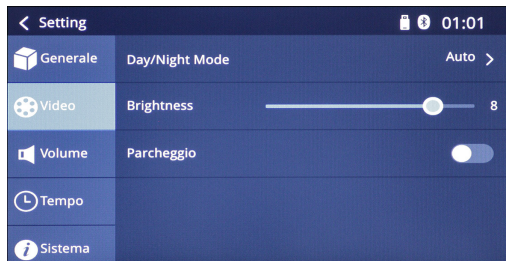 Setting 01:01
Generale
Day/Night Mode Auto
Video
Brightness 8
Volume
Parcheggio
Tempo
Sistema